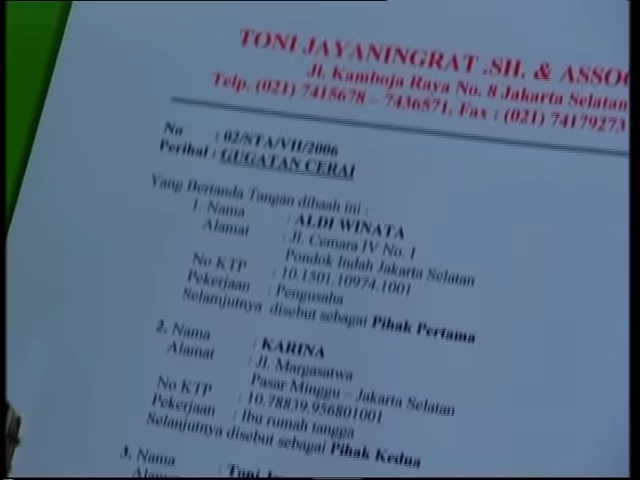 TONI JAYANINGRAT .SH. & ASSOC
Jl. Kamboja Raya No. 8 Jakarta Selatan
Telp. (021) 7415678 – 7436571, Fax : (021) 74179273
No : 02/STA/VII/2006
Perihal : GUGATAN CERAI
Yang Bertanda Tangan dibaah ini :
1. Nama : ALDI WINATA
Alamat : Jl. Cemara IV No. 1
Pondok Indah Jakarta Selatan
No KTP : 10.1501.10974.1001
Pekerjaan : Pengusaha
Selanjutnya disebut sebagai Pihak Pertama
2. Nama : KARINA
Alamat : Jl. Margasatwa
Pasar Minggu – Jakarta Selatan
No KTP : 10.78839.956801001
Pekerjaan : Ibu rumah tangga
Selanjutnya disebut sebagai Pihak Kedua
3. Nama : Toni
Alamat